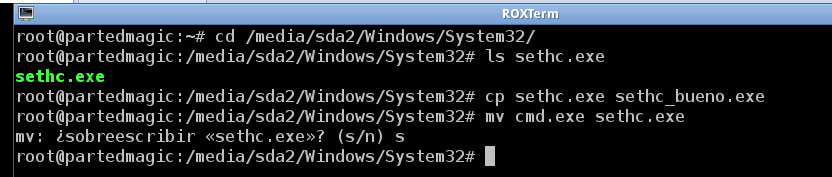 ROXTerm
root@partedmagic:~# cd /media/sda2/Windows/System32/
root@partedmagic:/media/sda2/Windows/System32# ls sethc.exe
sethc.exe
root@partedmagic:/media/sda2/Windows/System32# cp sethc.exe sethc_bueno.exe
root@partedmagic:/media/sda2/Windows/System32# mv cmd.exe sethc.exe
mv: ¿sobreescribir «sethc.exe»? (s/n) s
root@partedmagic:/media/sda2/Windows/System32#